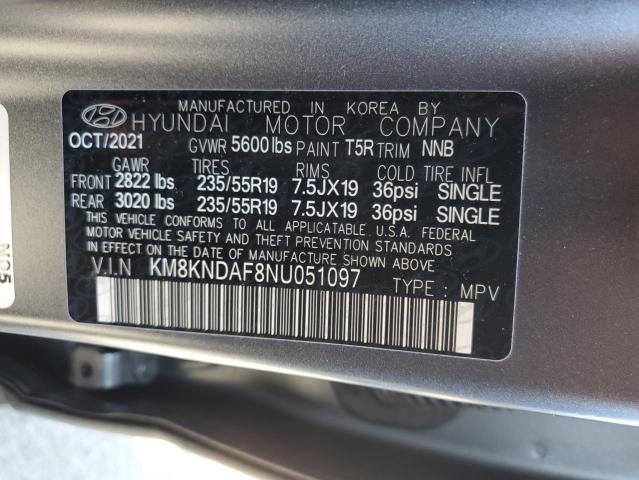 MANUFACTURED IN KOREA BY
HYUNDAI MOTOR COMPANY
OCT/2021 GVWR 5600 lbs PAINT T5R TRIM NNB
GAWR TIRES RIMS COLD TIRE INFL
FRONT 2822 lbs 235/55R19 7.5JX19 36psi SINGLE
REAR 3020 lbs 235/55R19 7.5JX19 36psi SINGLE
THIS VEHICLE CONFORMS TO ALL APPLICATABLE. U.S.A. FEDERAL
MOTOR VEHICLE SAFETY AND THEFT PREVENTION STANDARDS
IN EFFECT ON THE DATE OF MANUFACTURE SHOWN ABOVE
V.I.N KM8KNDAF8NU051097 TYPE : MPV